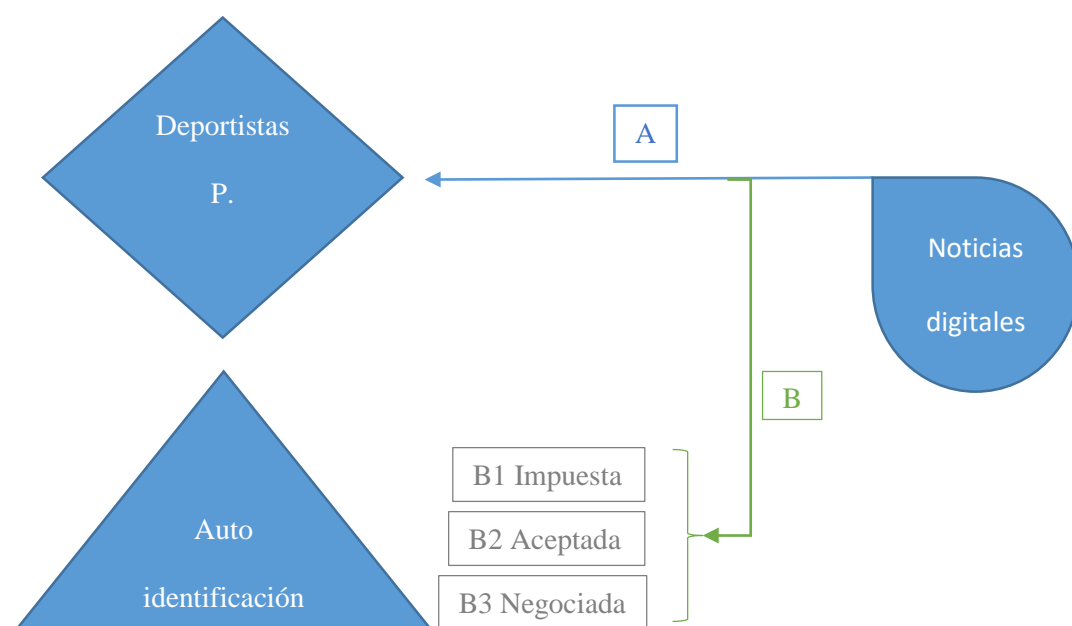 Deportistas
P.
A
Noticias
digitales
B
B1 Impuesta
B2 Aceptada
B3 Negociada
Auto
identificación